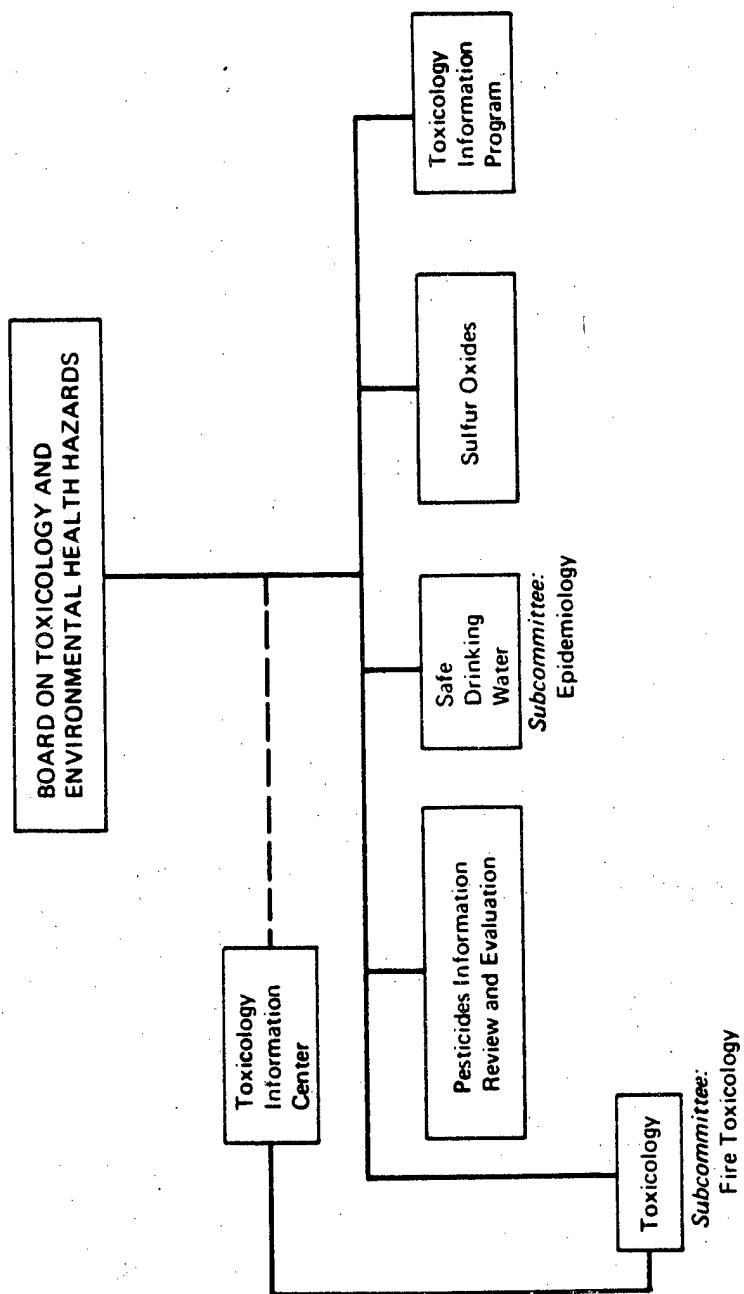 BOARD ON TOXICOLOGY AND
ENVIRONMENTAL HEALTH HAZARDS
Toxicology
Information
Center
Pesticides Information
Review and Evaluation
Safe
Drinking
Water
Subcommittee:
Epidemiology
Sulfur Oxides
Toxicology
Information
Program
Toxicology
Subcommittee:
Fire Toxicology